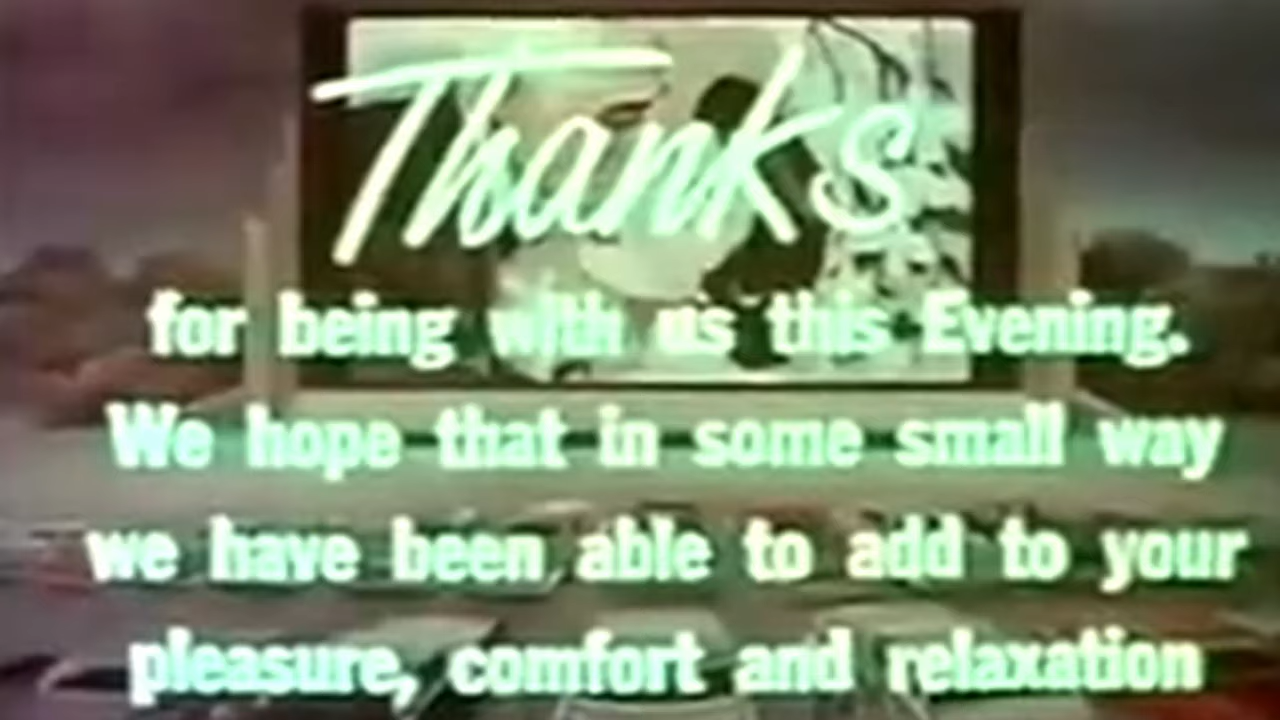 Thanks
for being with us this Evening.
We hope that in some small way
we have been able to add to your
pleasure, comfort and relaxation